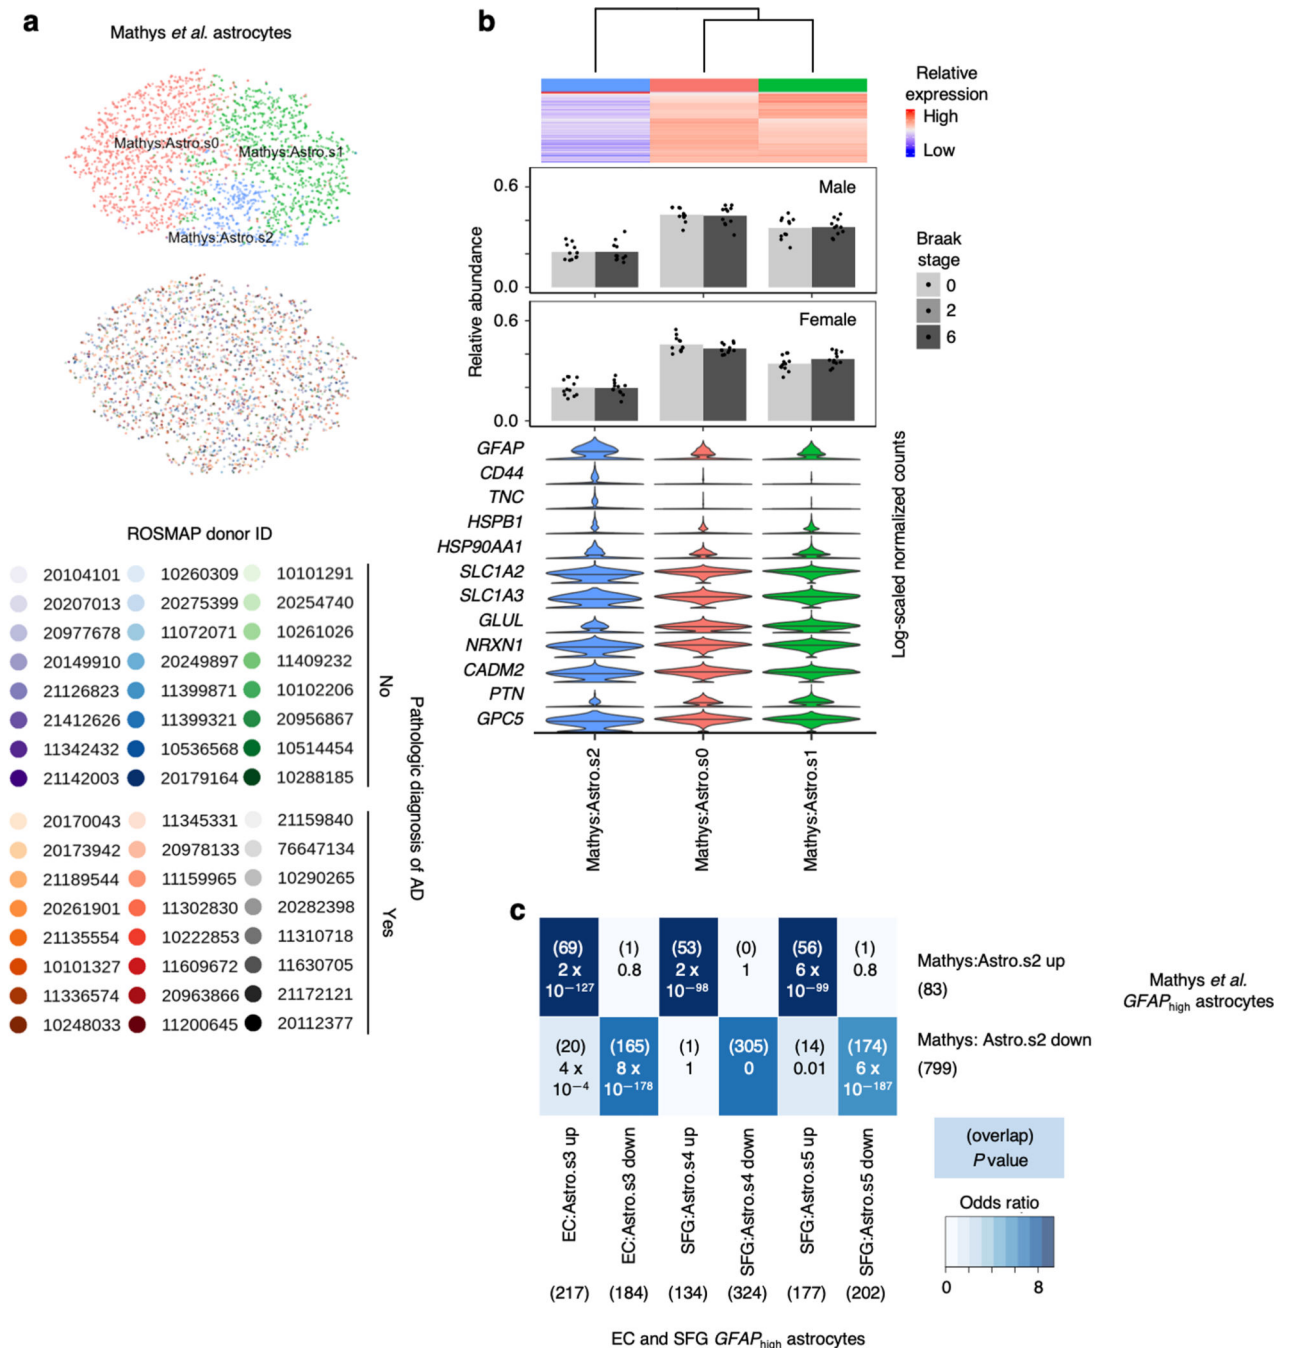 a
Mathys et al. astrocytes
Mathys:Astro.s0
Mathys:Astro.s1
Mathys:Astro.s2
ROSMAP donor ID
20104101 10260309 10101291
20207013 20275399 20254740
20977678 11072071 10261026
20149910 20249897 11409232
21126823 11399871 10102206
21412626 11399321 20956867
11342432 10536568 10514454
21142003 20179164 10288185
No
20170043 11345331 21159840
20173942 20978133 76647134
21189544 11159965 10290265
20261901 11302830 20282398
21135554 10222853 11310718
10101327 11609672 11630705
11336574 20963866 21172121
10248033 11200645 20112377
Yes
Pathologic diagnosis of AD
b
Relative
expression
High
Low
0.6
Male
0.0
0.6
Female
0.0
Relative abundance
Braak
stage
0
2
6
GFAP
CD44
TNC
HSPB1
HSP90AA1
SLC1A2
SLC1A3
GLUL
NRXN1
CADM2
PTN
GPC5
Log-scaled normalized counts
Mathys:Astro.s2
Mathys:Astro.s0
Mathys:Astro.s1
c
(69) (1) (53) (0) (56) (1)
2 x 0.8 2 x 1 6 x 0.8
10−127 10−98 10−99
Mathys:Astro.s2 up
(83)
Mathys et al.
GFAPhigh astrocytes
(20) (165) (1) (305) (14) (174)
4 x 8 x 1 0 0.01 6 x
10−4 10−178 10−187
Mathys: Astro.s2 down
(799)
EC:Astro.s3 up
EC:Astro.s3 down
SFG:Astro.s4 up
SFG:Astro.s4 down
SFG:Astro.s5 up
SFG:Astro.s5 down
(217) (184) (134) (324) (177) (202)
EC and SFG GFAPhigh astrocytes
(overlap)
P value
Odds ratio
0 8